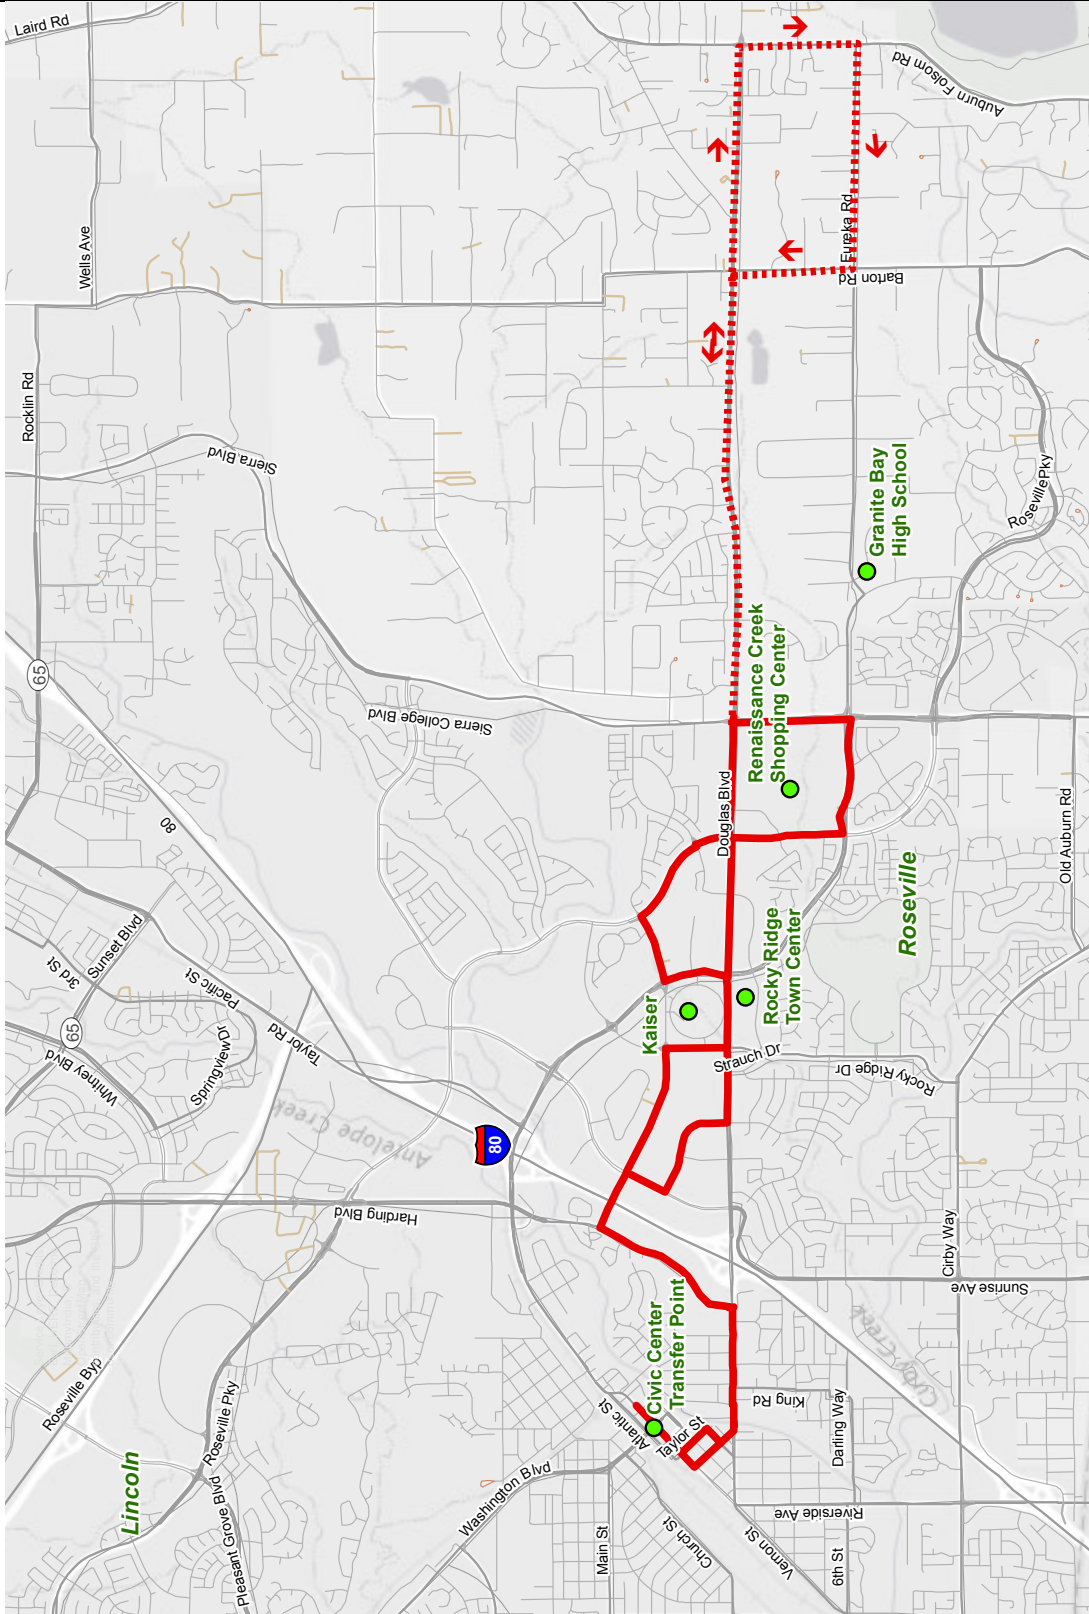 Laird Rd
Wells Ave
Rocklin Rd
Sierra Blvd
Auburn Folsom Rd
Eureka Rd
Barton Rd
Roseville Pky
Granite Bay
High School
65
80
Sierra College Blvd
Renaissance Creek
Shopping Center
Douglas Blvd
Old Auburn Rd
Roseville
Rocky Ridge
Town Center
Kaiser
Strauch Dr
Rocky Ridge Dr
Sunset Blvd
3rd St
Pacific St
65
Whitney Blvd
Springview Dr
Taylor Rd
Antelope Creek
80
Harding Blvd
Cirby Way
Sunrise Ave
Cirby Creek
Civic Center
Transfer Point
Roseville Byp
Roseville Pky
Lincoln
Pleasant Grove Blvd
Washington Blvd
Atlantic St
Taylor St
King Rd
Darling Way
Riverside Ave
Main St
Church St
Vernon St
6th St